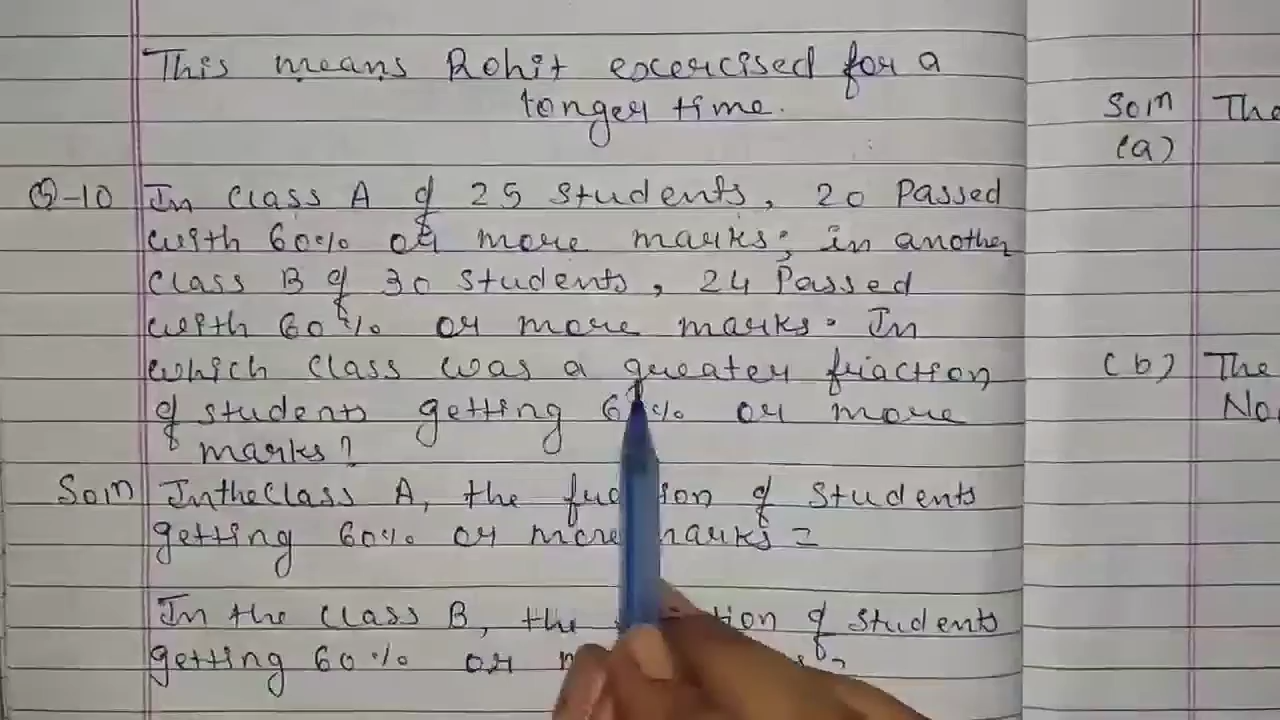 This means Rohit excercised for a
longer time.
Q-10 In Class A of 25 students, 20 Passed
with 60% or more marks; in another
class B of 30 students, 24 Passed
with 60% or more marks. In
which class was a greater fraction
of students getting 60% or more
marks?
Soln In the Class A, the fraction of students
getting 60% or more marks =
In the class B, the of students
getting 60% or
Soln The
(a)
(b) The
No.